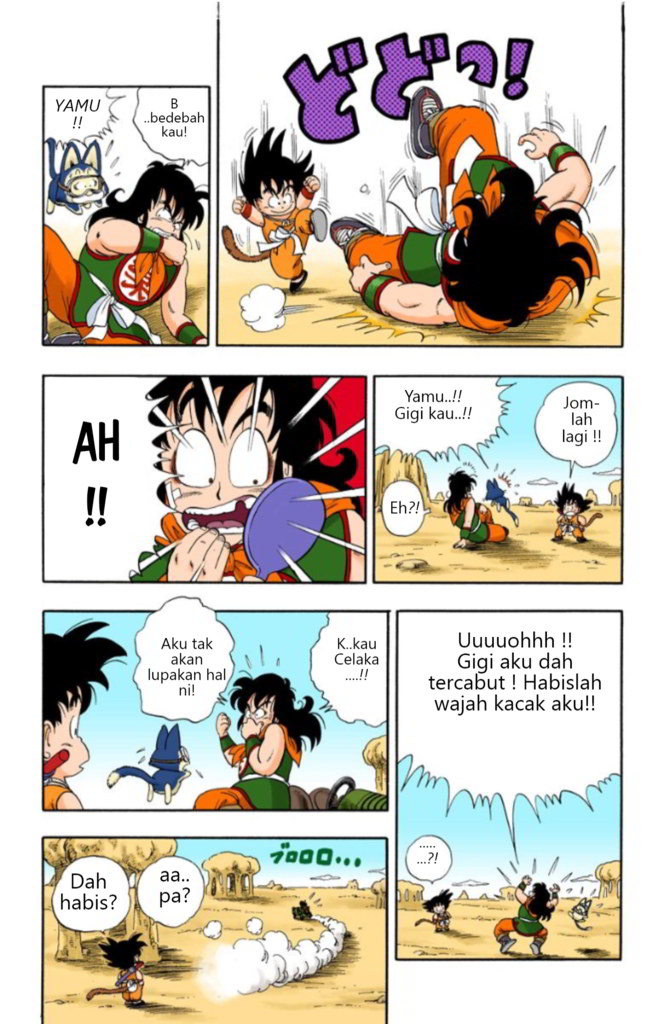 どどっ!
B
..bedebah
kau!
YAMU
!!
Jom-
lah
lagi !!
Yamu..!!
Gigi kau..!!
Eh?!
AH
!!
Uuuuohhh !!
Gigi aku dah
tercabut ! Habislah
wajah kacak aku!!
.....
...?!
K..kau
Celaka
.....!!
Aku tak
akan
lupakan hal
ni!
ブロロロ...
aa..
pa?
Dah
habis?